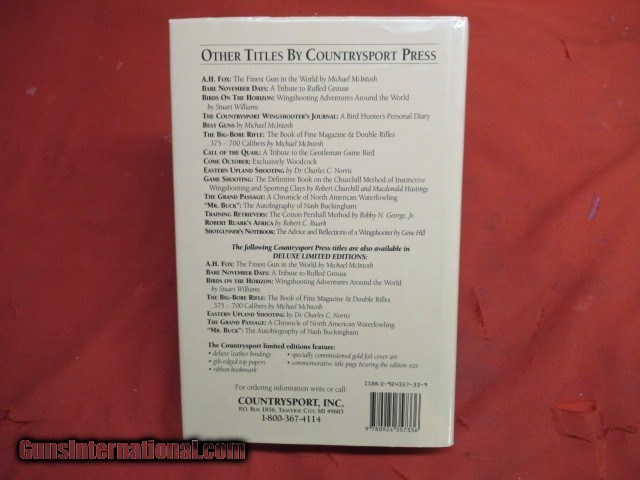 OTHER TITLES BY COUNTRYSPORT PRESS
A.H. FOX: The Finest Gun in the World by Michael McIntosh
BARE NOVEMBER DAYS: A Tribute to Ruffed Grouse
BIRDS ON THE HORIZON: Wingshooting Adventures Around the World
by Stuart Williams
THE COUNTRYSPORT WINGSHOOTER'S JOURNAL: A Bird Hunter's Personal Diary
BEST GUNS by Michael McIntosh
THE BIG-BORE RIFLE: The Book of Fine Magazine & Double Rifles
.375 - .700 Calibers by Michael McIntosh
CALL OF THE QUAIL: A Tribute to the Gentleman Game Bird
COME OCTOBER: Exclusively Woodcock
EASTERN UPLAND SHOOTING by Dr. Charles C. Norris
GAME SHOOTING: The Definitive Book on the Churchill Method of Instinctive
Wingshooting and Sporting Clays by Robert Churchill and Macdonald Hastings
THE GRAND PASSAGE: A Chronicle of North American Waterfowling
"MR. BUCK": The Autobiography of Nash Buckingham
TRAINING RETRIEVERS: The Cotton Pershall Method by Bobby N. George, Jr.
ROBERT RUARK'S AFRICA by Robert C. Ruark
SHOTGUNNER'S NOTEBOOK: The Advice and Reflections of a Wingshooter by Gene Hill
The following Countrysport Press titles are also available in
DELUXE LIMITED EDITIONS:
A.H. FOX: The Finest Gun in the World by Michael McIntosh
BARE NOVEMBER DAYS: A Tribute to Ruffed Grouse
BIRDS ON THE HORIZON: Wingshooting Adventures Around the World
by Stuart Williams
THE BIG-BORE RIFLE: The Book of Fine Magazine & Double Rifles
.375 - .700 Calibers by Michael McIntosh
EASTERN UPLAND SHOOTING by Dr. Charles C. Norris
THE GRAND PASSAGE: A Chronicle of North American Waterfowling
"MR. BUCK": The Autobiography of Nash Buckingham
The Countrysport limited editions feature:
• deluxe leather bindings
• gilt-edged top papers
• ribbon bookmark
• specially commissioned gold foil cover art
• commemorative title page bearing the edition size
For ordering information write or call:
COUNTRYSPORT, INC.
P.O. BOX 1856, TRAVERSE CITY, MI 49685
1-800-367-4114
ISBN 0-924357-33-9
9 780924 357336
GunsInternational.com